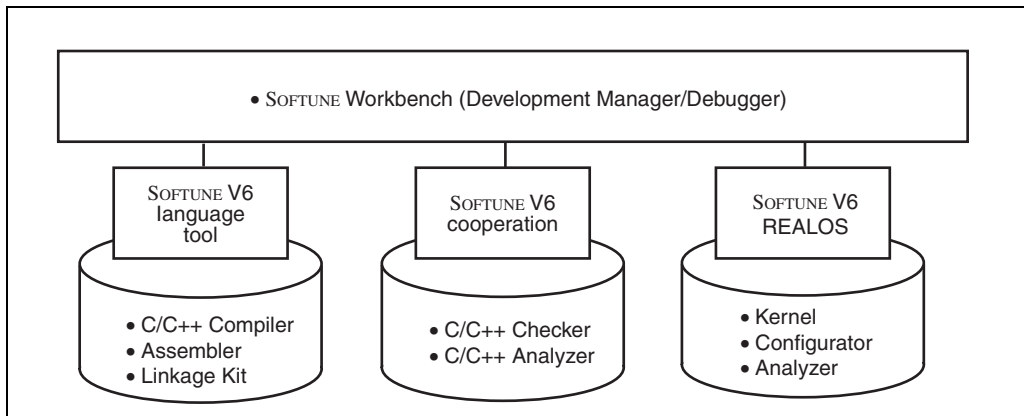 • SOFTUNE Workbench (Development Manager/Debugger)
SOFTUNE V6
language
tool
• C/C++ Compiler
• Assembler
• Linkage Kit
SOFTUNE V6
cooperation
• C/C++ Checker
• C/C++ Analyzer
SOFTUNE V6
REALOS
• Kernel
• Configurator
• Analyzer